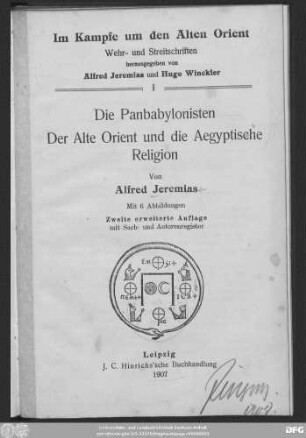 Im Kampfe um den Alten Orient
Wehr- und Streitschriften
herausgegeben von
Alfred Jeremias und Hugo Winckler
I
Die Panbabylonisten
Der Alte Orient und die Aegyptische
Religion
Von
Alfred Jeremias
Mit 6 Abbildungen
Zweite erweiterte Auflage
mit Sach- und Autorenregister
Leipzig
J. C. Hinrichs'sche Buchhandlung
1907